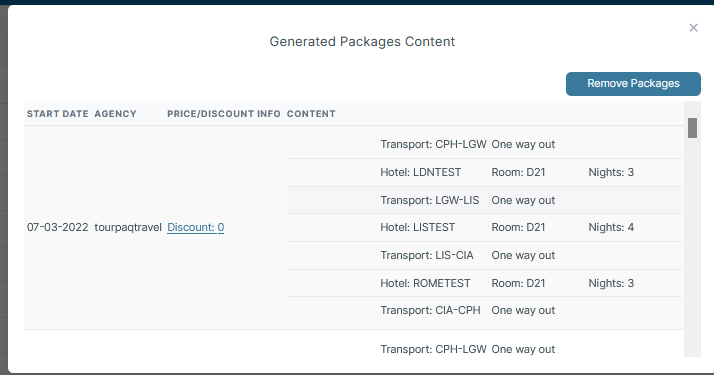 Generated Packages Content
×
Remove Packages
START DATE AGENCY PRICE/DISCOUNT INFO CONTENT
Transport: CPH-LGW One way out
Hotel: LDNTEST Room: D21 Nights: 3
Transport: LGW-LIS One way out
07-03-2022 tourpaqtravel Discount: 0 Hotel: LISTEST Room: D21 Nights: 4
Transport: LIS-CIA One way out
Hotel: ROMETEST Room: D21 Nights: 3
Transport: CIA-CPH One way out
Transport: CPH-LGW One way out